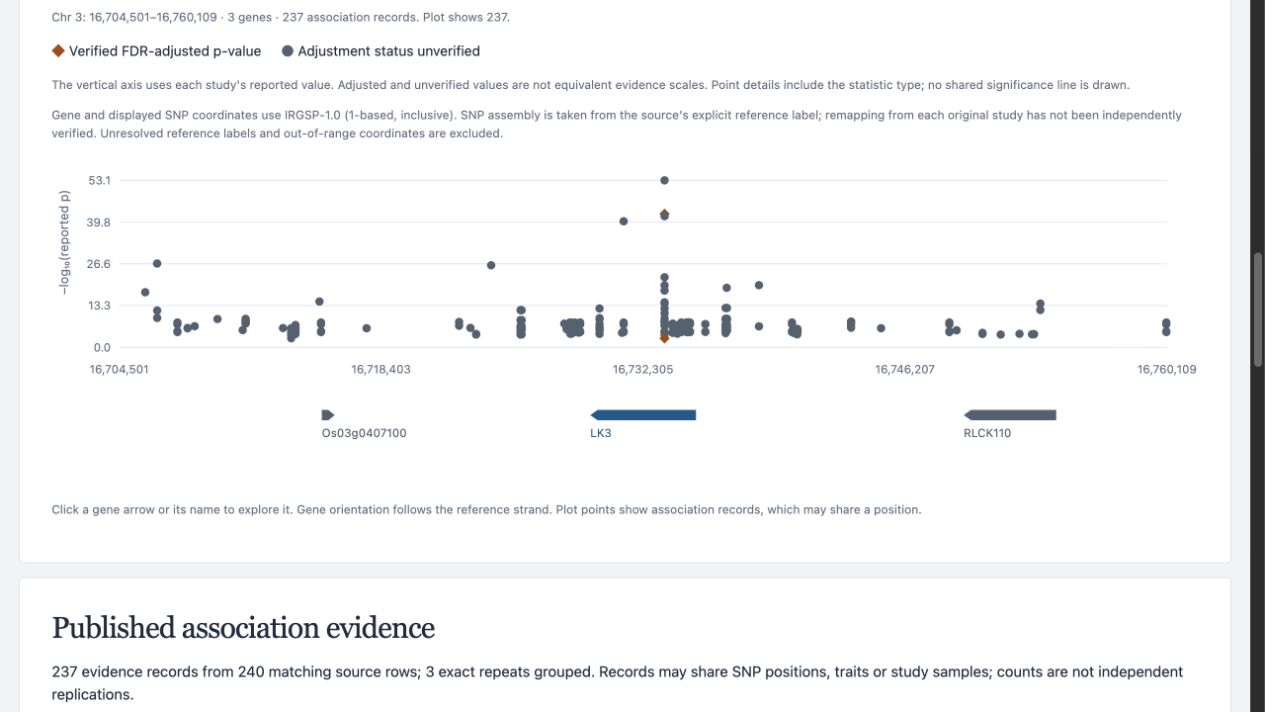 Chr 3: 16,704,501–16,760,109 · 3 genes · 237 association records. Plot shows 237.
Verified FDR-adjusted p-value
Adjustment status unverified
The vertical axis uses each study's reported value. Adjusted and unverified values are not equivalent evidence scales. Point details include the statistic type; no shared significance line is drawn.
Gene and displayed SNP coordinates use IRGSP-1.0 (1-based, inclusive). SNP assembly is taken from the source's explicit reference label; remapping from each original study has not been independently
verified. Unresolved reference labels and out-of-range coordinates are excluded.
−log₁₀(reported p)
53.1
39.8
26.6
13.3
0.0
16,704,501
16,718,403
16,732,305
16,746,207
16,760,109
Os03g0407100
LK3
RLCK110
Click a gene arrow or its name to explore it. Gene orientation follows the reference strand. Plot points show association records, which may share a position.
Published association evidence
237 evidence records from 240 matching source rows; 3 exact repeats grouped. Records may share SNP positions, traits or study samples; counts are not independent
replications.